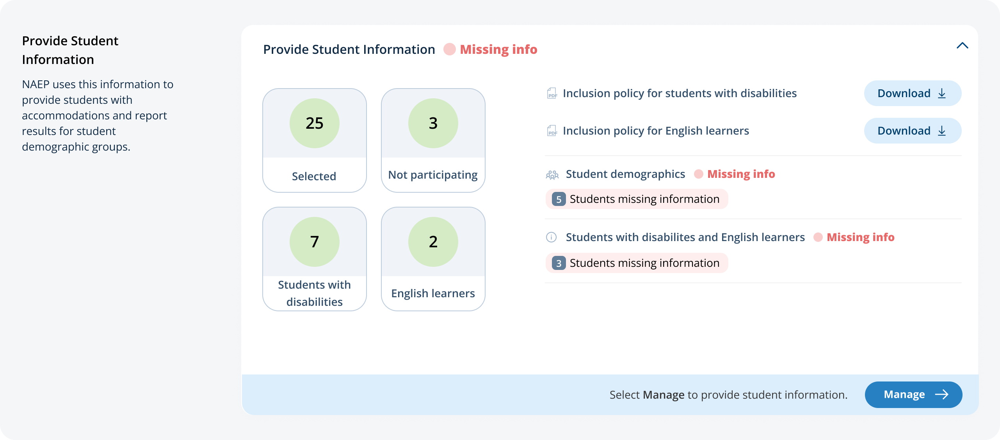 Provide Student
Information
NAEP uses this information to
provide students with
accommodations and report
results for student
demographic groups.
Provide Student Information Missing info
25
Selected
3
Not participating
7
Students with
disabilities
2
English learners
PDF Inclusion policy for students with disabilities Download
PDF Inclusion policy for English learners Download
Student demographics Missing info
5 Students missing information
Students with disabilites and English learners Missing info
3 Students missing information
Select Manage to provide student information. Manage